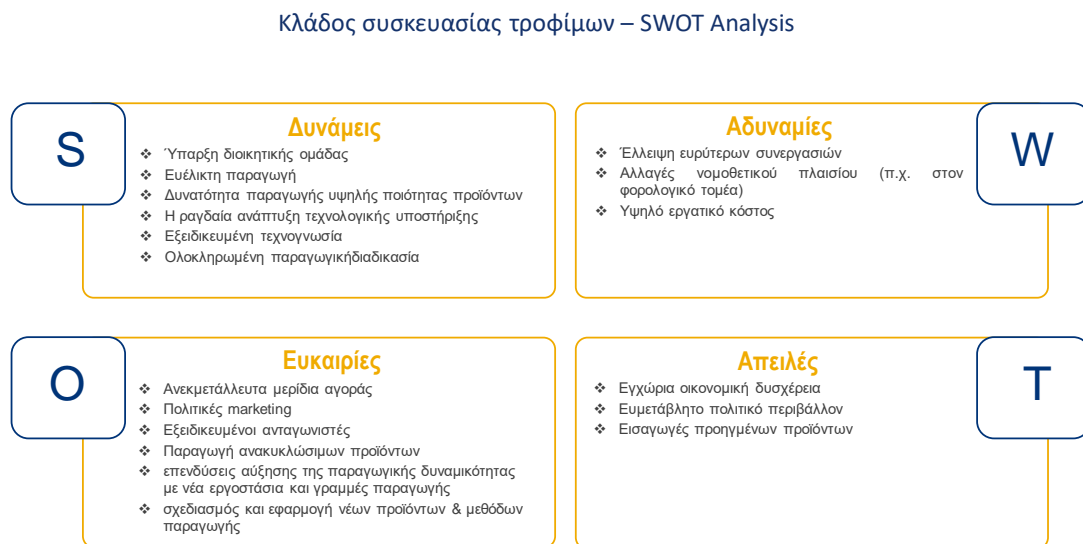 Κλάδος συσκευασίας τροφίμων – SWOT Analysis
S
Δυνάμεις
❖ Ύπαρξη διοικητικής ομάδας
❖ Ευέλικτη παραγωγή
❖ Δυνατότητα παραγωγής υψηλής ποιότητας προϊόντων
❖ Η ραγδαία ανάπτυξη τεχνολογικής υποστήριξης
❖ Εξειδικευμένη τεχνογνωσία
❖ Ολοκληρωμένη παραγωγικήδιαδικασία
Αδυναμίες
W
❖ Έλλειψη ευρύτερων συνεργασιών
❖ Αλλαγές νομοθετικού πλαισίου (π.χ. στον
φορολογικό τομέα)
❖ Υψηλό εργατικό κόστος
O
Ευκαιρίες
❖ Ανεκμετάλλευτα μερίδια αγοράς
❖ Πολιτικές marketing
❖ Εξειδικευμένοι ανταγωνιστές
❖ Παραγωγή ανακυκλώσιμων προϊόντων
❖ επενδύσεις αύξησης της παραγωγικής δυναμικότητας
με νέα εργοστάσια και γραμμές παραγωγής
❖ σχεδιασμός και εφαρμογή νέων προϊόντων & μεθόδων
παραγωγής
Απειλές
T
❖ Εγχώρια οικονομική δυσχέρεια
❖ Ευμετάβλητο πολιτικό περιβάλλον
❖ Εισαγωγές προηγμένων προϊόντων